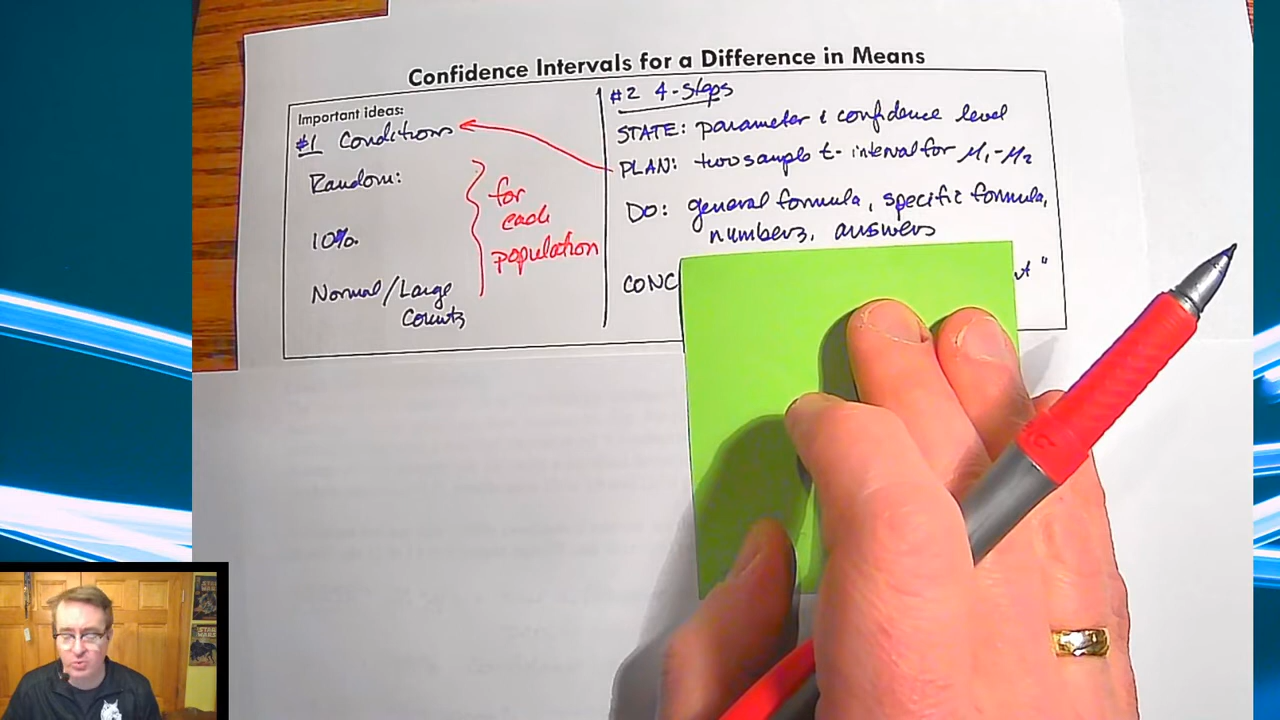 Confidence Intervals for a Difference in Means
Important ideas:
#1 Conditions
Random:
10%
Normal/Large
Counts
for
each
population
#2 4-Steps
STATE: parameter & confidence level
PLAN: two sample t-interval for μ₁-μ₂
DO: general formula, specific formula,
numbers, answers
CONC
STAR
WARS